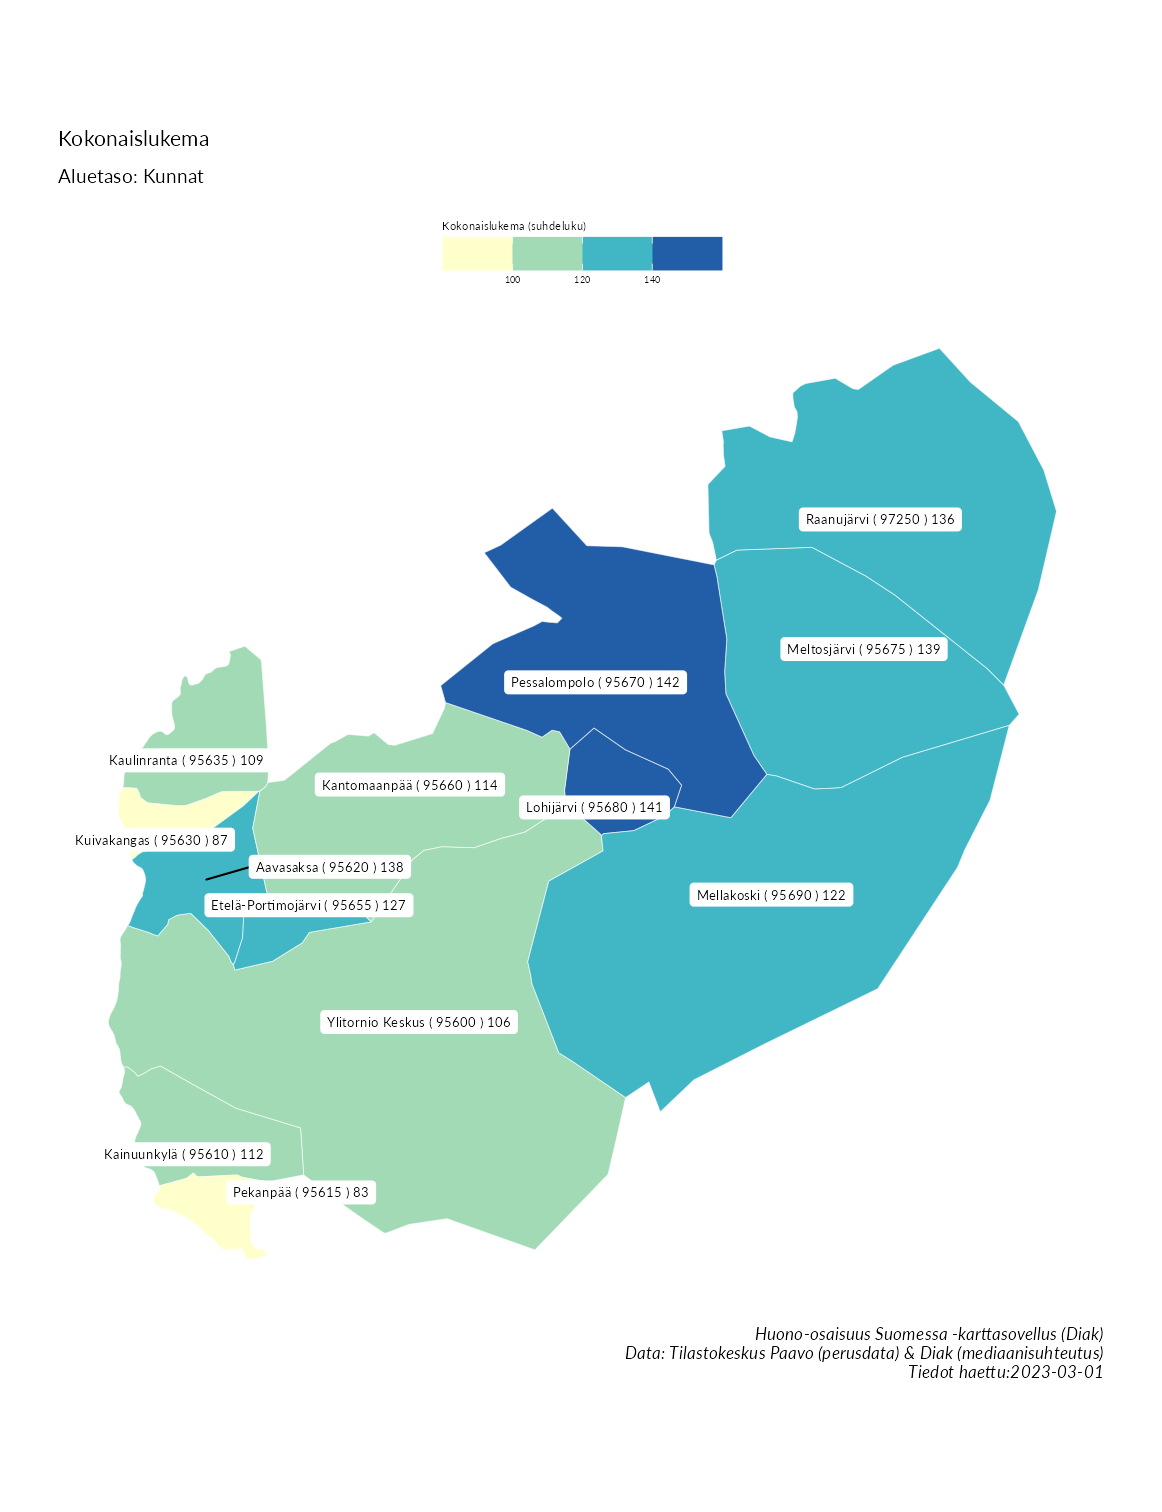 Kokonaislukema
Aluetaso: Kunnat
Kokonaislukema (suhdeluku)
100 120 140
Raanujärvi ( 97250 ) 136
Meltosjärvi ( 95675 ) 139
Pessalompolo ( 95670 ) 142
Kaulinranta ( 95635 ) 109
Kantomaanpää ( 95660 ) 114
Lohijärvi ( 95680 ) 141
Kuivakangas ( 95630 ) 87
Aavasaksa ( 95620 ) 138
Mellakoski ( 95690 ) 122
Etelä-Portimojärvi ( 95655 ) 127
Ylitornio Keskus ( 95600 ) 106
Kainuunkylä ( 95610 ) 112
Pekanpää ( 95615 ) 83
Huono-osaisuus Suomessa -karttasovellus (Diak)
Data: Tilastokeskus Paavo (perusdata) & Diak (mediaanisuhteutus)
Tiedot haettu:2023-03-01